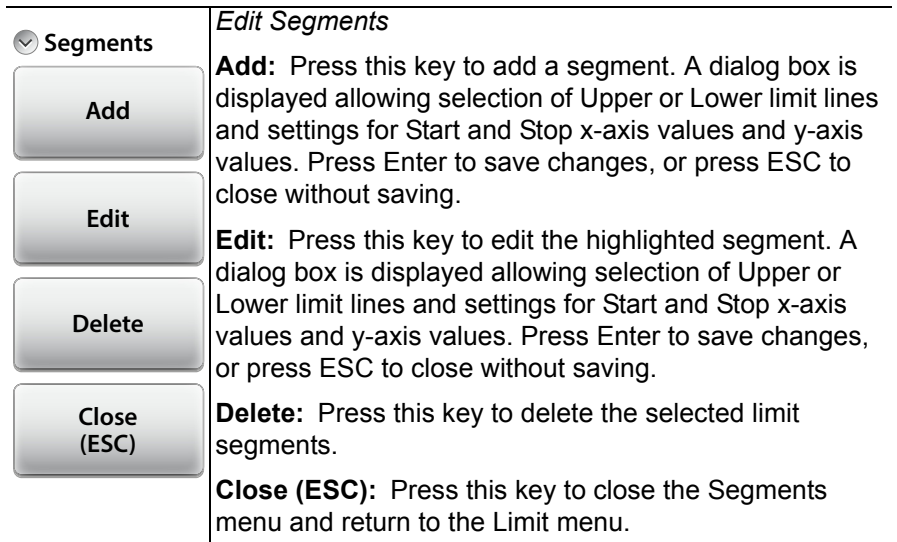 Segments
Add
Edit
Delete
Close
(ESC)
Edit Segments
Add: Press this key to add a segment. A dialog box is
displayed allowing selection of Upper or Lower limit lines
and settings for Start and Stop x-axis values and y-axis
values. Press Enter to save changes, or press ESC to
close without saving.
Edit: Press this key to edit the highlighted segment. A
dialog box is displayed allowing selection of Upper or
Lower limit lines and settings for Start and Stop x-axis
values and y-axis values. Press Enter to save changes,
or press ESC to close without saving.
Delete: Press this key to delete the selected limit
segments.
Close (ESC): Press this key to close the Segments
menu and return to the Limit menu.